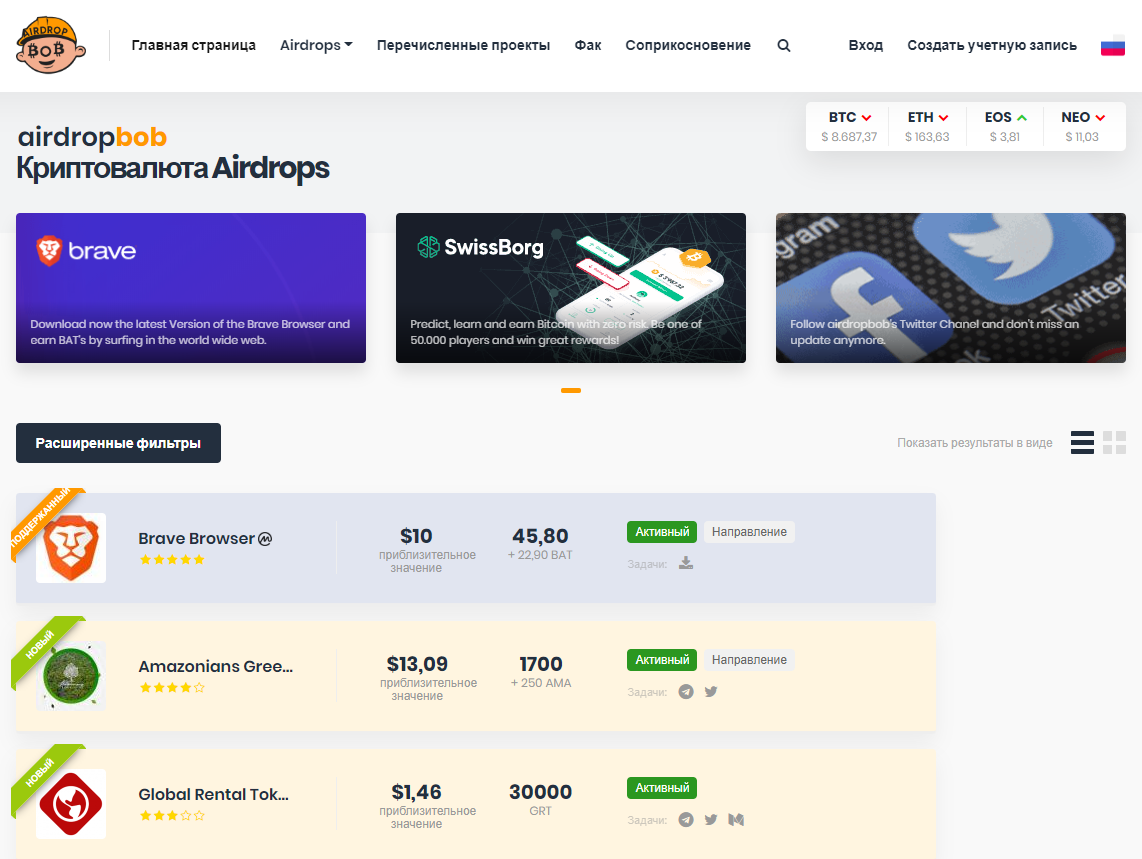 AIRDROP
BOB
Главная страница
Airdrops
Перечисленные проекты
Фак
Соприкосновение
Вход
Создать учетную запись
airdropbob
Криптовалюта Airdrops
BTC
$ 8.687,37
ETH
$ 163,63
EOS
$ 3,81
NEO
$ 11,03
brave
Download now the latest Version of the Brave Browser and
earn BAT's by surfing in the world wide web.
SwissBorg
Predict, learn and earn Bitcoin with zero risk. Be one of
50.000 players and win great rewards!
gram
Twitter
Follow airdropbob's Twitter Chanel and don't miss an
update anymore.
Расширенные фильтры
Показать результаты в виде
ПОДДЕРЖАННЫЙ
Brave Browser
$10
приблизительное
значение
45,80
+ 22,90 BAT
Активный
Направление
Задачи:
НОВЫЙ
Amazonians Gree...
$13,09
приблизительное
значение
1700
+ 250 AMA
Активный
Направление
Задачи:
НОВЫЙ
Global Rental Tok...
$1,46
приблизительное
значение
30000
GRT
Активный
Задачи: